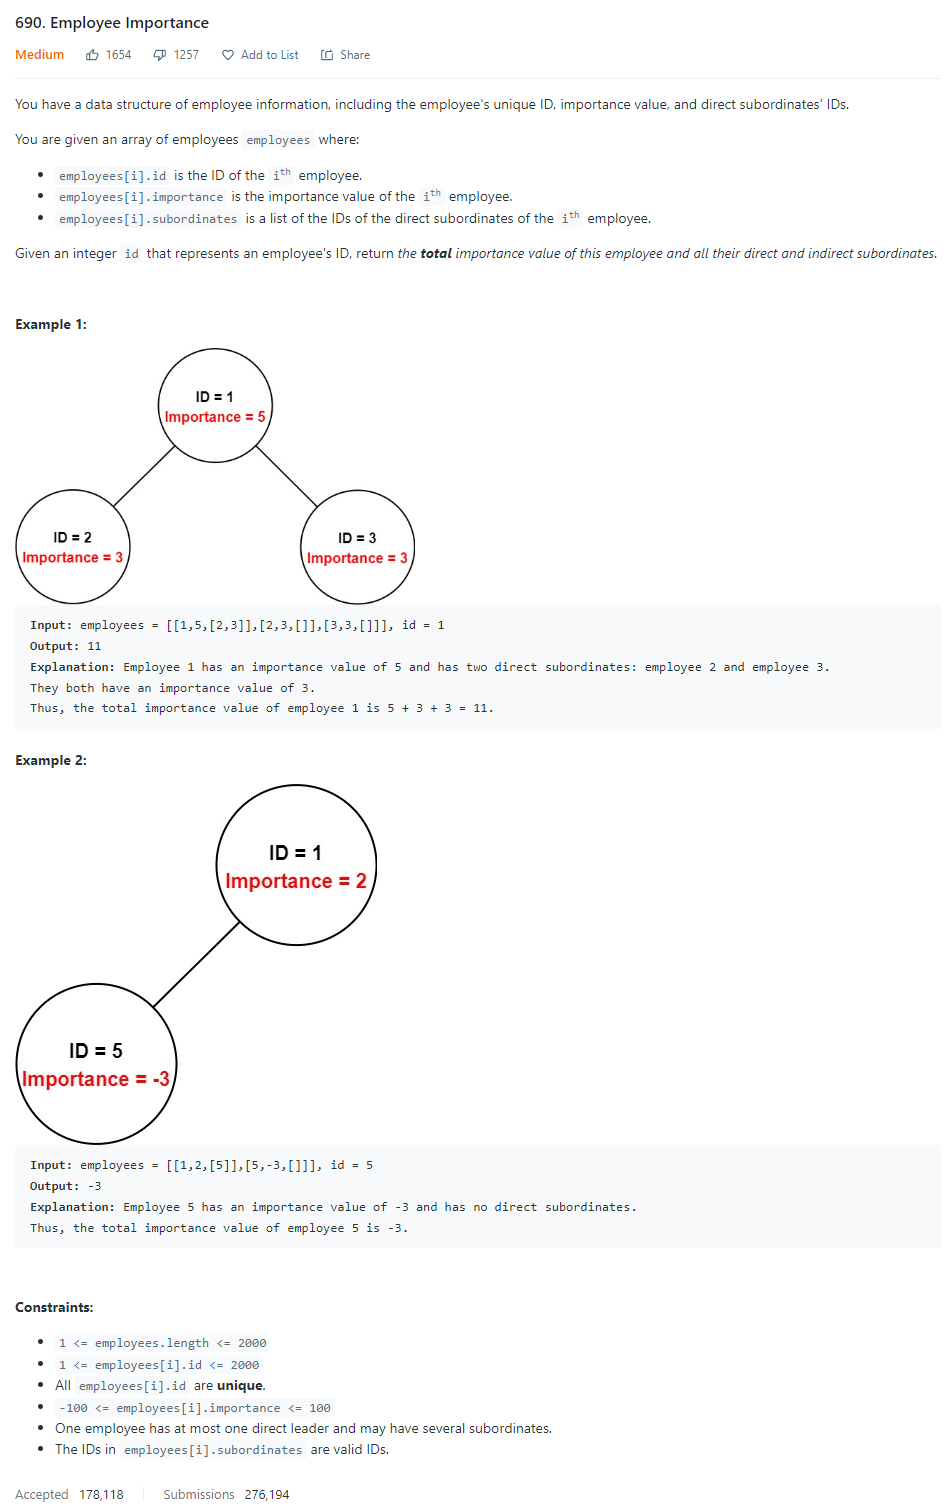 690. Employee Importance
Medium 1654 1257 Add to List Share
You have a data structure of employee information, including the employee's unique ID, importance value, and direct subordinates' IDs.
You are given an array of employees employees where:
• employees[i].id is the ID of the ith employee.
• employees[i].importance is the importance value of the ith employee.
• employees[i].subordinates is a list of the IDs of the direct subordinates of the ith employee.
Given an integer id that represents an employee's ID, return the total importance value of this employee and all their direct and indirect subordinates.
Example 1:
ID = 1
Importance = 5
ID = 2
Importance = 3
ID = 3
Importance = 3
Input: employees = [[1,5,[2,3]],[2,3,[]],[3,3,[]]], id = 1
Output: 11
Explanation: Employee 1 has an importance value of 5 and has two direct subordinates: employee 2 and employee 3.
They both have an importance value of 3.
Thus, the total importance value of employee 1 is 5 + 3 + 3 = 11.
Example 2:
ID = 1
Importance = 2
ID = 5
Importance = -3
Input: employees = [[1,2,[5]],[5,-3,[]]], id = 5
Output: -3
Explanation: Employee 5 has an importance value of -3 and has no direct subordinates.
Thus, the total importance value of employee 5 is -3.
Constraints:
• 1 <= employees.length <= 2000
• 1 <= employees[i].id <= 2000
• All employees[i].id are unique.
• -100 <= employees[i].importance <= 100
• One employee has at most one direct leader and may have several subordinates.
• The IDs in employees[i].subordinates are valid IDs.
Accepted 178,118 Submissions 276,194